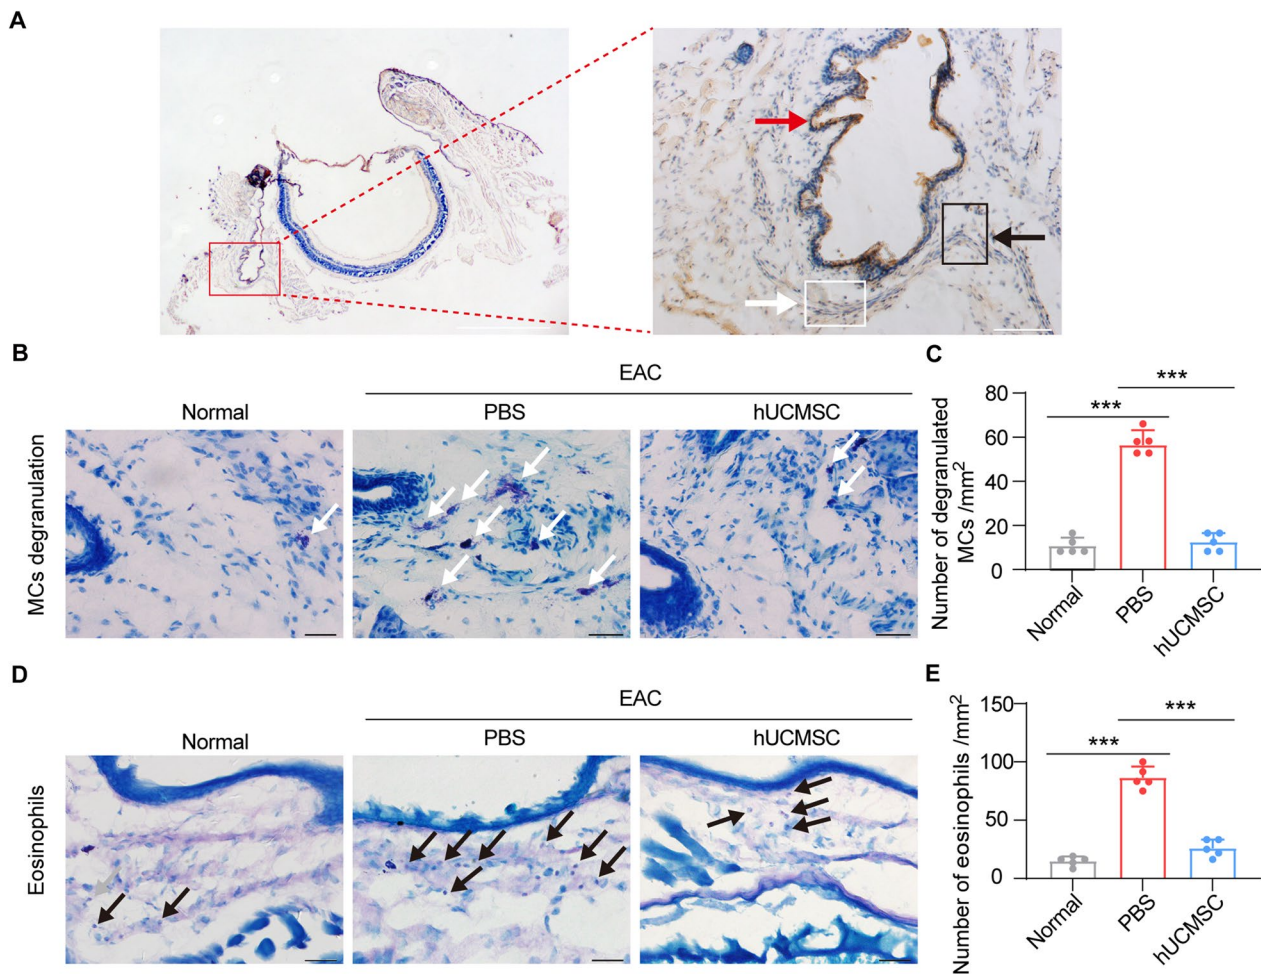 A
B
EAC
Normal
PBS
hUCMSC
MCs degranulation
C
Number of degranulated
MCs /mm²
80
60
40
20
0
***
***
Normal
PBS
hUCMSC
D
EAC
Normal
PBS
hUCMSC
Eosinophils
E
Number of eosinophils /mm²
150
100
50
0
***
***
Normal
PBS
hUCMSC